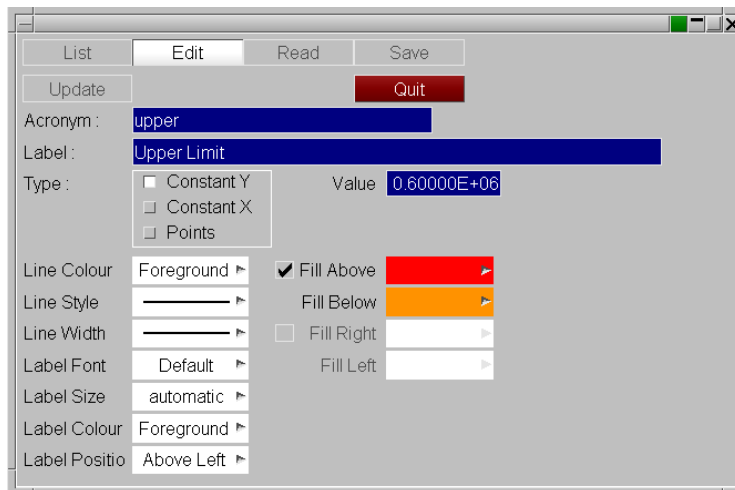 List Edit Read Save
Update Quit
Acronym : upper
Label : Upper Limit
Type : Constant Y Value 0.60000E+06
Constant X
Points
Line Colour Foreground Fill Above
Line Style Fill Below
Line Width Fill Right
Label Font Default Fill Left
Label Size automatic
Label Colour Foreground
Label Positio Above Left